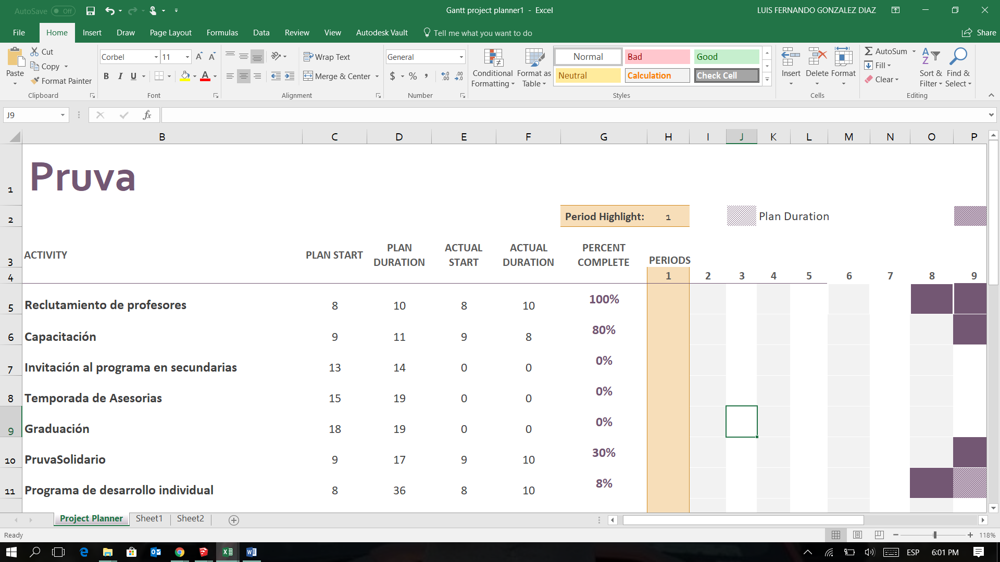 AutoSave Off
Gantt project planner1 - Excel
LUIS FERNANDO GONZALEZ DIAZ
File Home Insert Draw Page Layout Formulas Data Review View Autodesk Vault Tell me what you want to do Share
Paste
Cut
Copy
Format Painter
Clipboard
Corbel 11
B I U
Font
Wrap Text
Merge & Center
Alignment
General
$ % ,
Number
Conditional Formatting
Format as Table
Normal Bad Good
Neutral Calculation Check Cell
Styles
Insert Delete Format
Cells
AutoSum
Fill
Clear
Sort & Filter
Find & Select
Editing
J9 fx
B C D E F G H I J K L M N O P
1 Pruva
2 Period Highlight: 1 Plan Duration
3 ACTIVITY PLAN START PLAN DURATION ACTUAL START ACTUAL DURATION PERCENT COMPLETE PERIODS
4 1 2 3 4 5 6 7 8 9
5 Reclutamiento de profesores 8 10 8 10 100%
6 Capacitación 9 11 9 8 80%
7 Invitación al programa en secundarias 13 14 0 0 0%
8 Temporada de Asesorias 15 19 0 0 0%
9 Graduación 18 19 0 0 0%
10 PruvaSolidario 9 17 9 10 30%
11 Programa de desarrollo individual 8 36 8 10 8%
Project Planner Sheet1 Sheet2
Ready
118%
ESP 6:01 PM